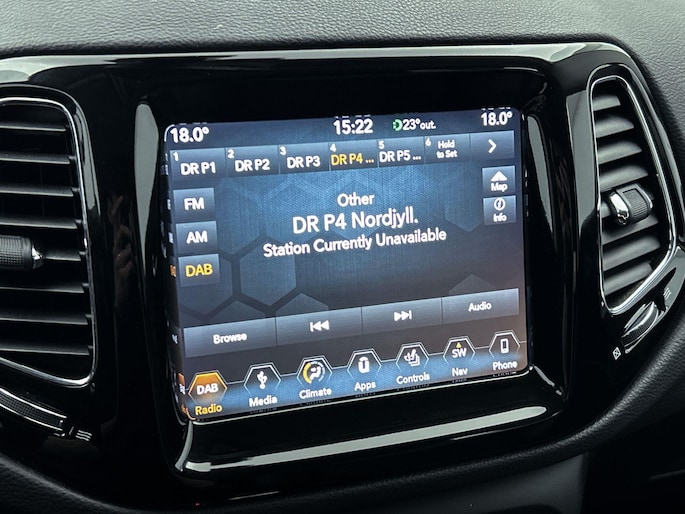 18.0° 15:22 23°out. 18.0°
1 DR P1 2 DR P2 3 DR P3 4 DR P4 ... 5 DR P5 ... 6 Hold to Set
FM
AM
DAB
Other
DR P4 Nordjyll.
Station Currently Unavailable
Map
Info
Browse Audio
DAB SW
Radio Media Climate Apps Controls Nav Phone